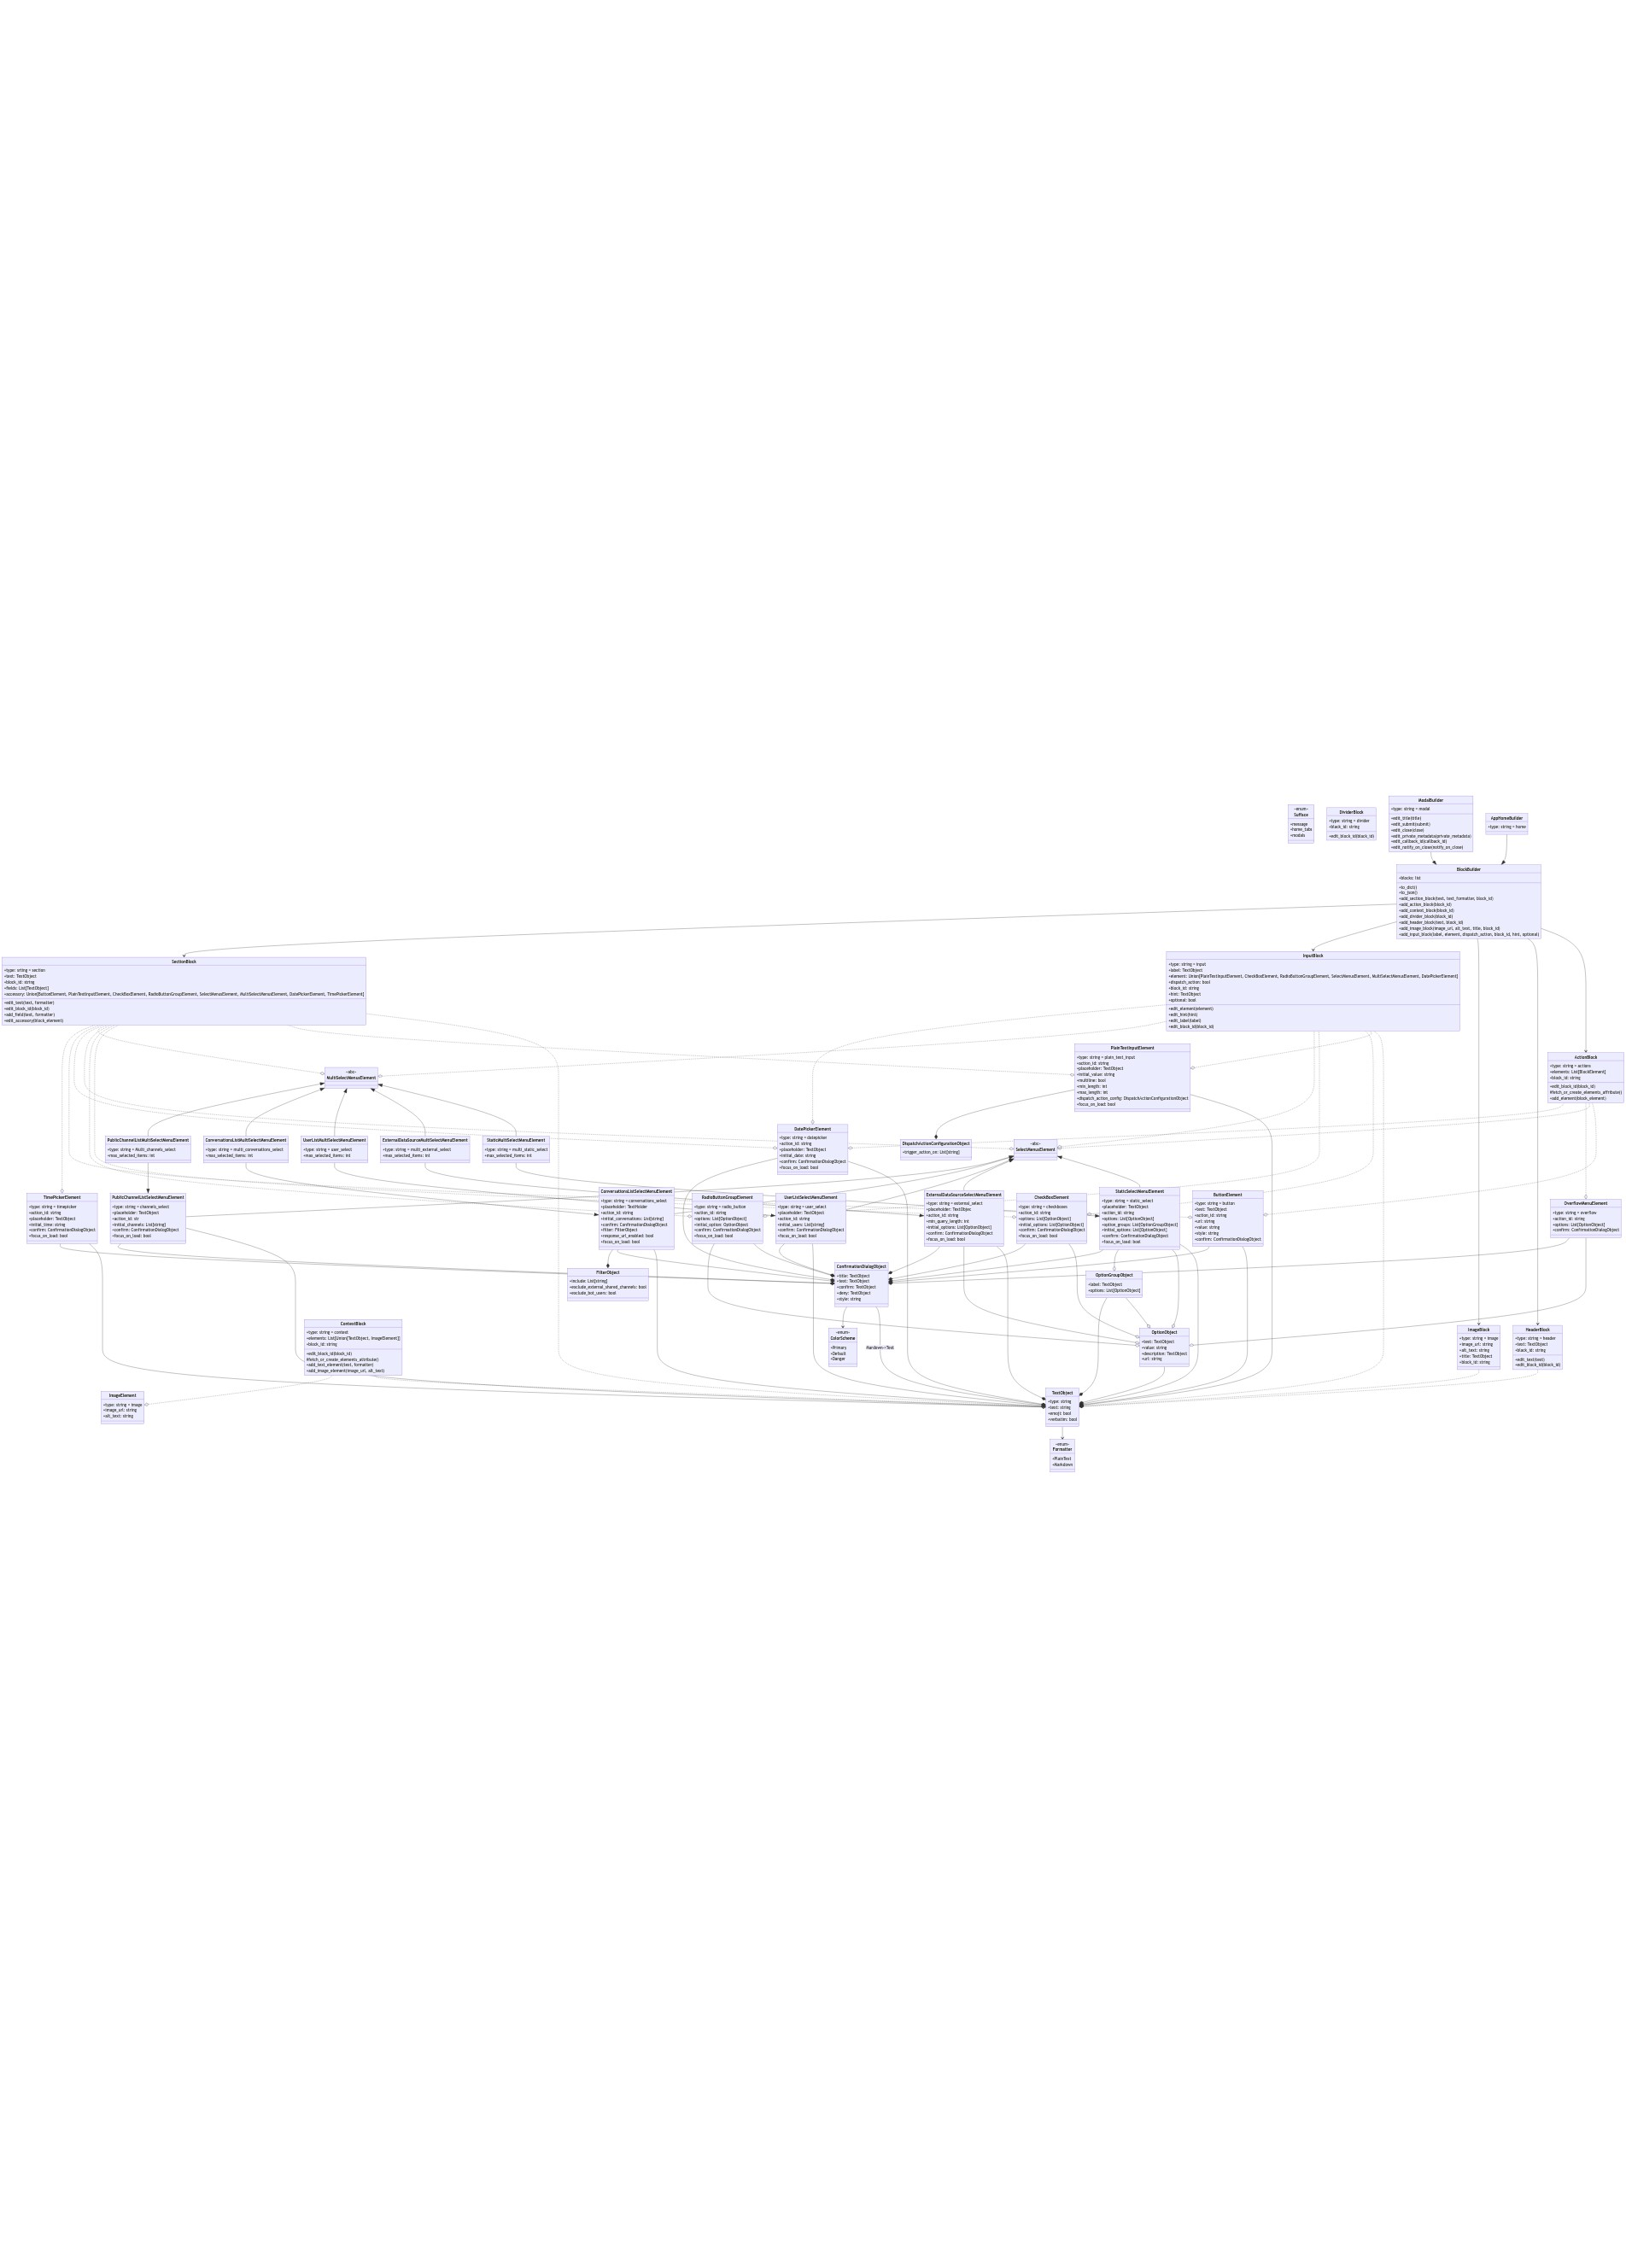 «enum»
Surface
+message
+home_tabs
+modals
DividerBlock
+type: string = divider
+block_id: string
+edit_block_id(block_id)
ModalBuilder
+type: string = modal
+edit_title(title)
+edit_submit(submit)
+edit_close(close)
+edit_private_metadata(private_metadata)
+edit_callback_id(callback_id)
+edit_notify_on_close(notify_on_close)
AppHomeBuilder
+type: string = home
BlockBuilder
+blocks: list
+to_dict()
+to_json()
+add_section_block(text, text_formatter, block_id)
+add_action_block(block_id)
+add_context_block(block_id)
+add_divider_block(block_id)
+add_header_block(text, block_id)
+add_image_block(image_url, alt_text, title, block_id)
+add_input_block(label, element, dispatch_action, block_id, hint, optional)
SectionBlock
+type: string = section
+text: TextObject
+block_id: string
+fields: List[TextObject]
+accessory: Union[ButtonElement, PlainTextInputElement, CheckBoxElement, RadioButtonGroupElement, SelectMenuElement, MultiSelectMenuElement, DatePickerElement, TimePickerElement]
+edit_text(text, formatter)
+edit_block_id(block_id)
+add_field(text, formatter)
+edit_accessory(block_element)
InputBlock
+type: string = input
+label: TextObject
+element: Union[PlainTextInputElement, CheckBoxElement, RadioButtonGroupElement, SelectMenuElement, MultiSelectMenuElement, DatePickerElement]
+dispatch_action: bool
+block_id: string
+hint: TextObject
+optional: bool
+edit_element(element)
+edit_hint(hint)
+edit_label(label)
+edit_block_id(block_id)
PlainTextInputElement
+type: string = plain_text_input
+action_id: string
+placeholder: TextObject
+initial_value: string
+multiline: bool
+min_length: int
+max_length: int
+dispatch_action_config: DispatchActionConfigurationObject
+focus_on_load: bool
ActionBlock
+type: string = actions
+elements: List[BlockElement]
+block_id: string
+edit_block_id(block_id)
#fetch_or_create_elements_attribute()
+add_element(block_element)
«abc»
MultiSelectMenuElement
DatePickerElement
+type: string = datepicker
+action_id: string
+placeholder: TextObject
+initial_date: string
+confirm: ConfirmationDialogObject
+focus_on_load: bool
DispatchActionConfigurationObject
+trigger_action_on: List[string]
«abc»
SelectMenuElement
PublicChannelListMultiSelectMenuElement
+type: string = multi_channels_select
+max_selected_items: int
ConversationsListMultiSelectMenuElement
+type: string = multi_conversations_select
+max_selected_items: int
UserListMultiSelectMenuElement
+type: string = user_select
+max_selected_items: int
ExternalDataSourceMultiSelectMenuElement
+type: string = multi_external_select
+max_selected_items: int
StaticMultiSelectMenuElement
+type: string = multi_static_select
+max_selected_items: int
TimePickerElement
+type: string = timepicker
+action_id: string
+placeholder: TextObject
+initial_time: string
+confirm: ConfirmationDialogObject
+focus_on_load: bool
PublicChannelListSelectMenuElement
+type: string = channels_select
+placeholder: TextObject
+action_id: str
+initial_channels: List[string]
+confirm: ConfirmationDialogObject
+focus_on_load: bool
ConversationsListSelectMenuElement
+type: string = conversations_select
+placeholder: TextHolder
+action_id: string
+initial_conversations: List[string]
+confirm: ConfirmationDialogObject
+filter: FilterObject
+response_url_enabled: bool
+focus_on_load: bool
RadioButtonGroupElement
+type: string = radio_button
+action_id: string
+options: List[OptionObject]
+initial_option: OptionObject
+confirm: ConfirmationDialogObject
+focus_on_load: bool
UserListSelectMenuElement
+type: string = user_select
+placeholder: TextObject
+action_id: string
+initial_users: List[string]
+confirm: ConfirmationDialogObject
+focus_on_load: bool
ExternalDataSourceSelectMenuElement
+type: string = external_select
+placeholder: TextObjec
+action_id: string
+min_query_length: int
+initial_options: List[OptionObject]
+confirm: ConfirmationDialogObject
+focus_on_load: bool
CheckBoxElement
+type: string = checkboxes
+action_id: string
+options: List[OptionObject]
+initial_options: List[OptionObject]
+confirm: ConfirmationDialogObject
+focus_on_load: bool
StaticSelectMenuElement
+type: string = static_select
+placeholder: TextObject
+action_id: string
+options: List[OptionObject]
+option_groups: List[OptionGroupObject]
+initial_options: List[OptionObject]
+confirm: ConfirmationDialogObject
+focus_on_load: bool
ButtonElement
+type: string = button
+text: TextObject
+action_id: string
+url: string
+value: string
+style: string
+confirm: ConfirmationDialogObject
OverflowMenuElement
+type: string = overflow
+action_id: string
+options: List[OptionObject]
+confirm: ConfirmationDialogObject
FilterObject
+include: List[string]
+exclude_external_shared_channels: bool
+exclude_bot_users: bool
ConfirmationDialogObject
+title: TextObject
+text: TextObject
+confirm: TextObject
+deny: TextObject
+style: string
OptionGroupObject
+label: TextObject
+options: List[OptionObject]
ContextBlock
+type: string = context
+elements: List[Union[TextObject, ImageElement]]
+block_id: string
+edit_block_id(block_id)
#fetch_or_create_elements_attribute()
+add_text_element(text, formatter)
+add_image_element(image_url, alt_text)
«enum»
ColorScheme
+Primary
+Default
+Danger
Markdown->Text
OptionObject
+text: TextObject
+value: string
+description: TextObject
+url: string
ImageBlock
+type: string = image
+image_url: string
+alt_text: string
+title: TextObject
+block_id: string
HeaderBlock
+type: string = header
+text: TextObject
+block_id: string
+edit_text(text)
+edit_block_id(block_id)
ImageElement
+type: string = image
+image_url: string
+alt_text: string
TextObject
+type: string
+text: string
+emoji: bool
+verbatim: bool
«enum»
Formatter
+PlainText
+Markdown